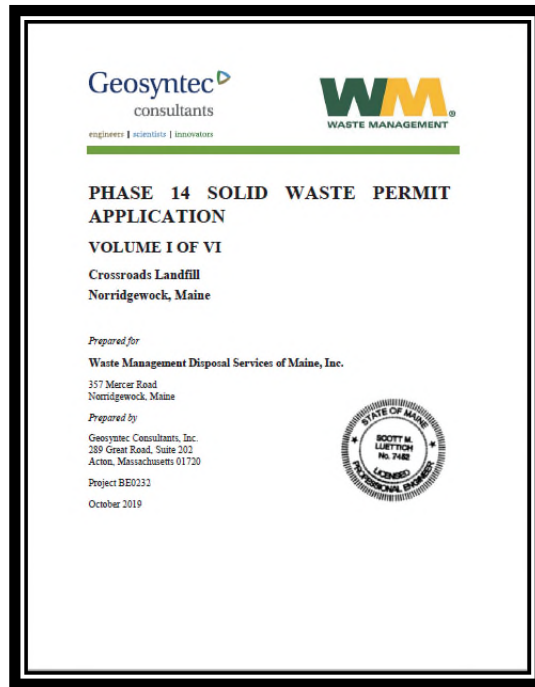 Geosyntec
consultants
engineers | scientists | innovators
WM®
WASTE MANAGEMENT
PHASE 14 SOLID WASTE PERMIT
APPLICATION
VOLUME I OF VI
Crossroads Landfill
Norridgewock, Maine
Prepared for
Waste Management Disposal Services of Maine, Inc.
357 Mercer Road
Norridgewock, Maine
Prepared by
Geosyntec Consultants, Inc.
289 Great Road, Suite 202
Acton, Massachusetts 01720
Project BE0232
October 2019
STATE OF MAINE
SCOTT M.
LUETTICH
No. 7482
LICENSED
PROFESSIONAL ENGINEER